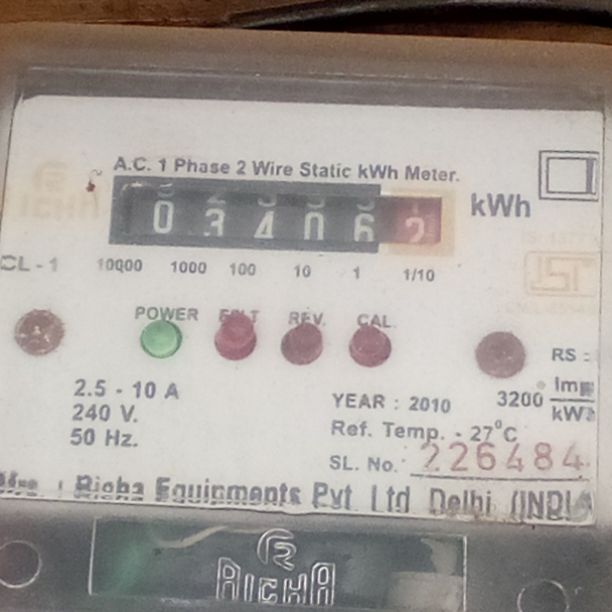 A.C. 1 Phase 2 Wire Static kWh Meter.
0 3 4 0 6 2 kWh
CL - 1 10000 1000 100 10 1 1/10
POWER REV. CAL.
RS :
2.5 - 10 A
240 V.
50 Hz.
YEAR : 2010 3200
Ref. Temp. - 27°C
SL. No. 226484
Equipments Pvt Ltd Delhi (INDIA
RICHA